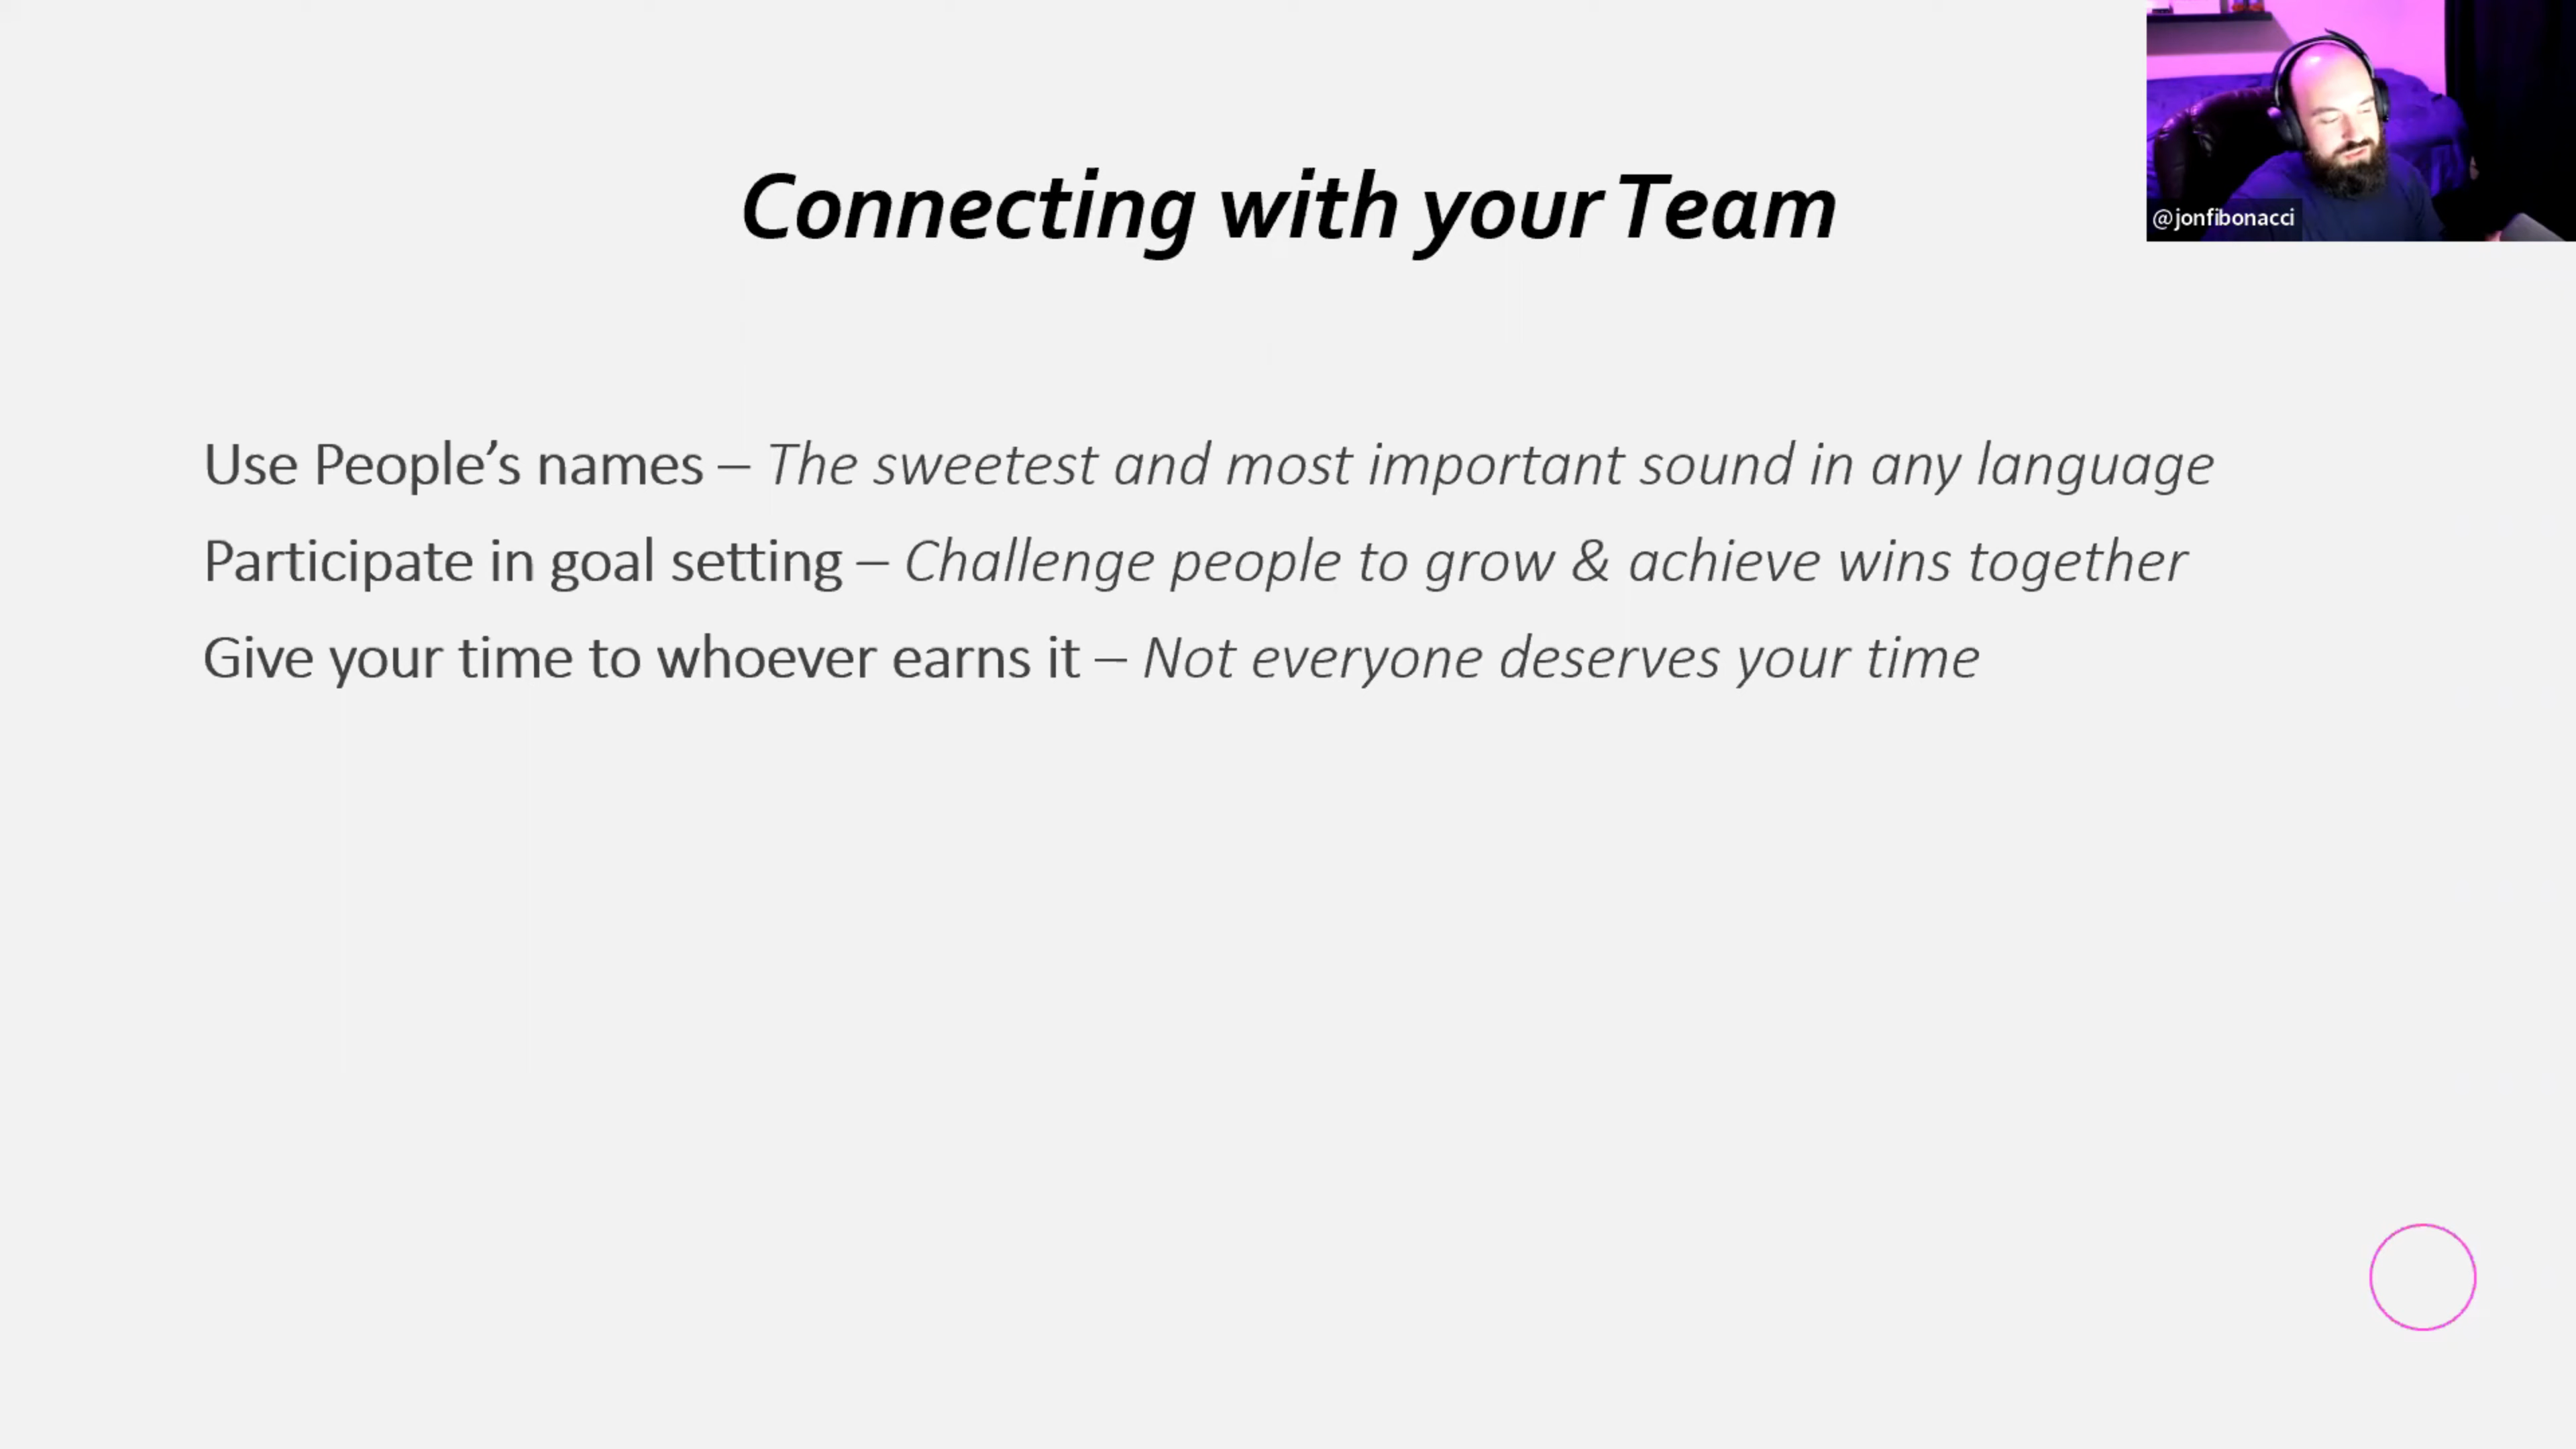 Connecting with your Team
@jonfibonacci
Use People’s names – The sweetest and most important sound in any language
Participate in goal setting – Challenge people to grow & achieve wins together
Give your time to whoever earns it – Not everyone deserves your time